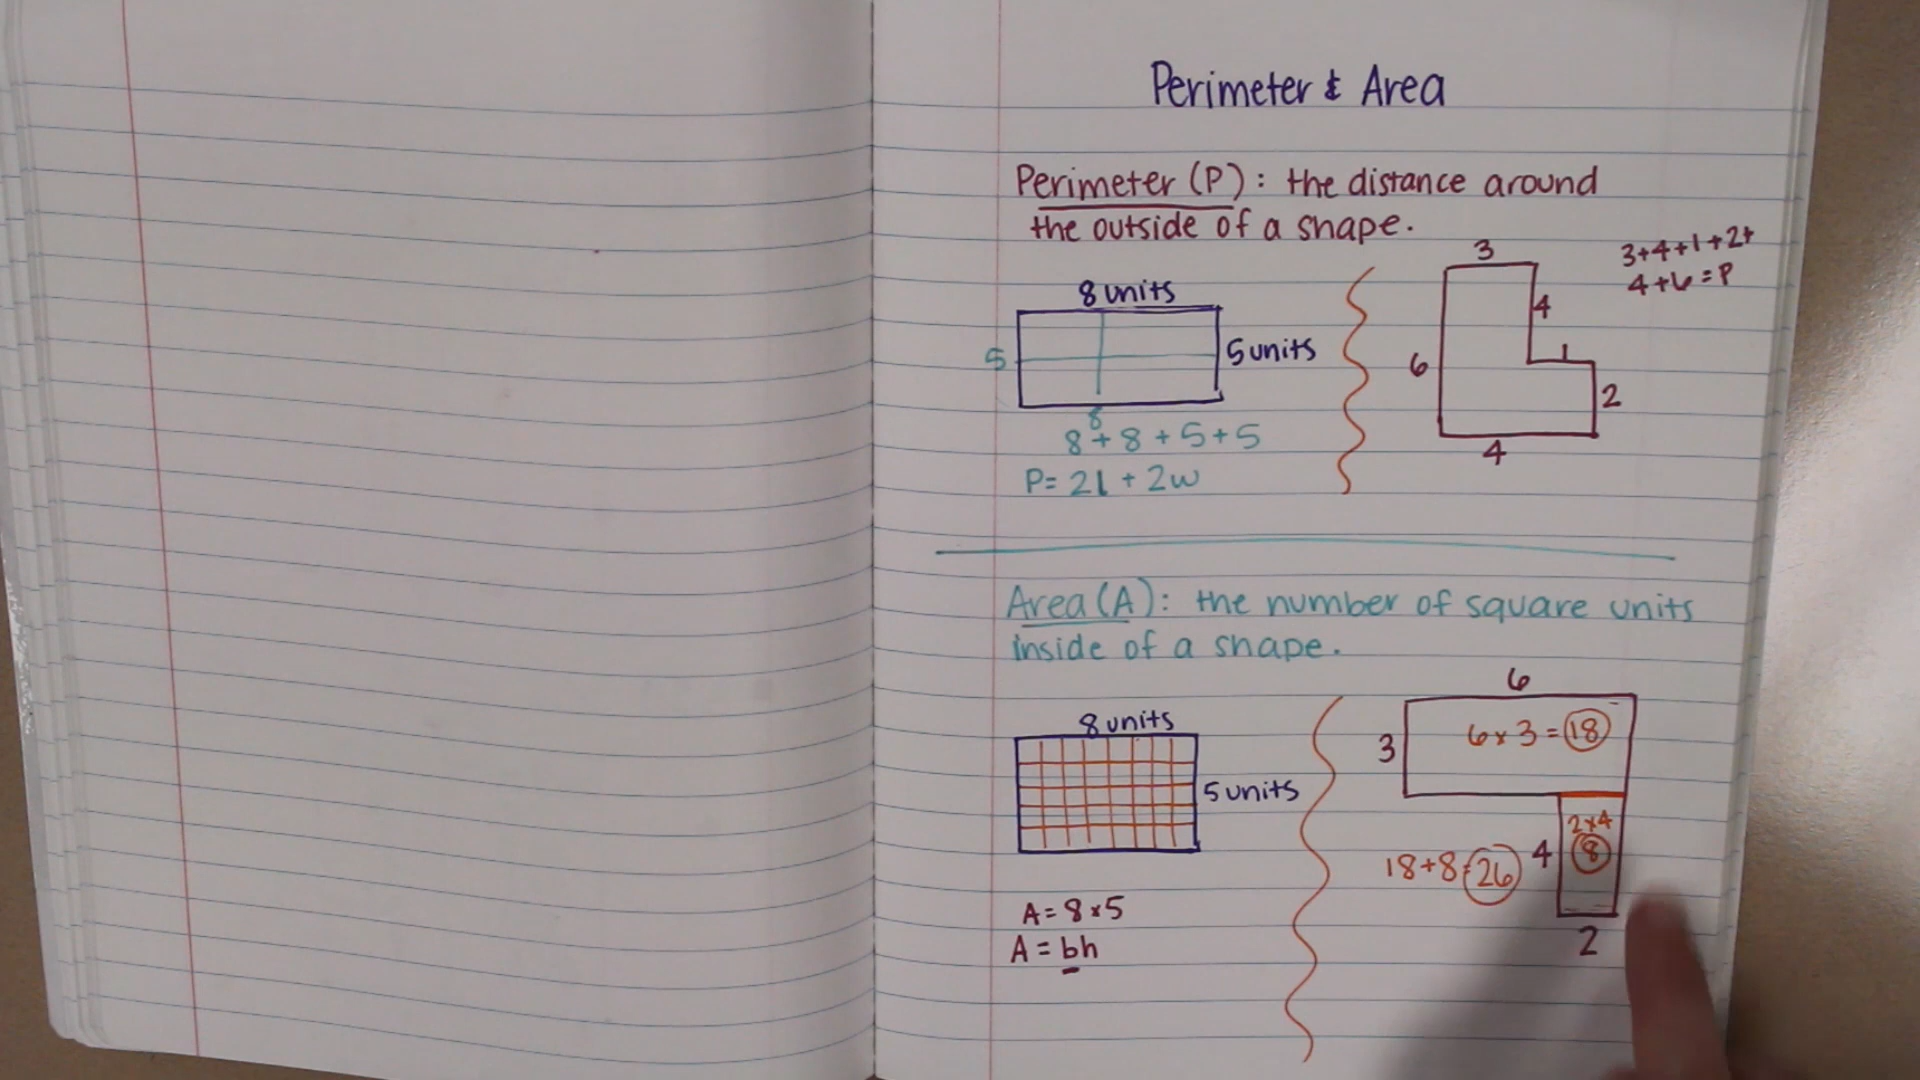 Perimeter & Area
Perimeter (P): the distance around
the outside of a shape.
8 units
5
5 units
8
8 + 8 + 5 + 5
P = 2l + 2w
3
3+4+1+2+
4+6=P
4
1
6
2
4
Area (A): the number of square units
inside of a shape.
8 units
5 units
A = 8 x 5
A = bh
6
3
6 x 3 = 18
2x4
8
4
18+8=26
2